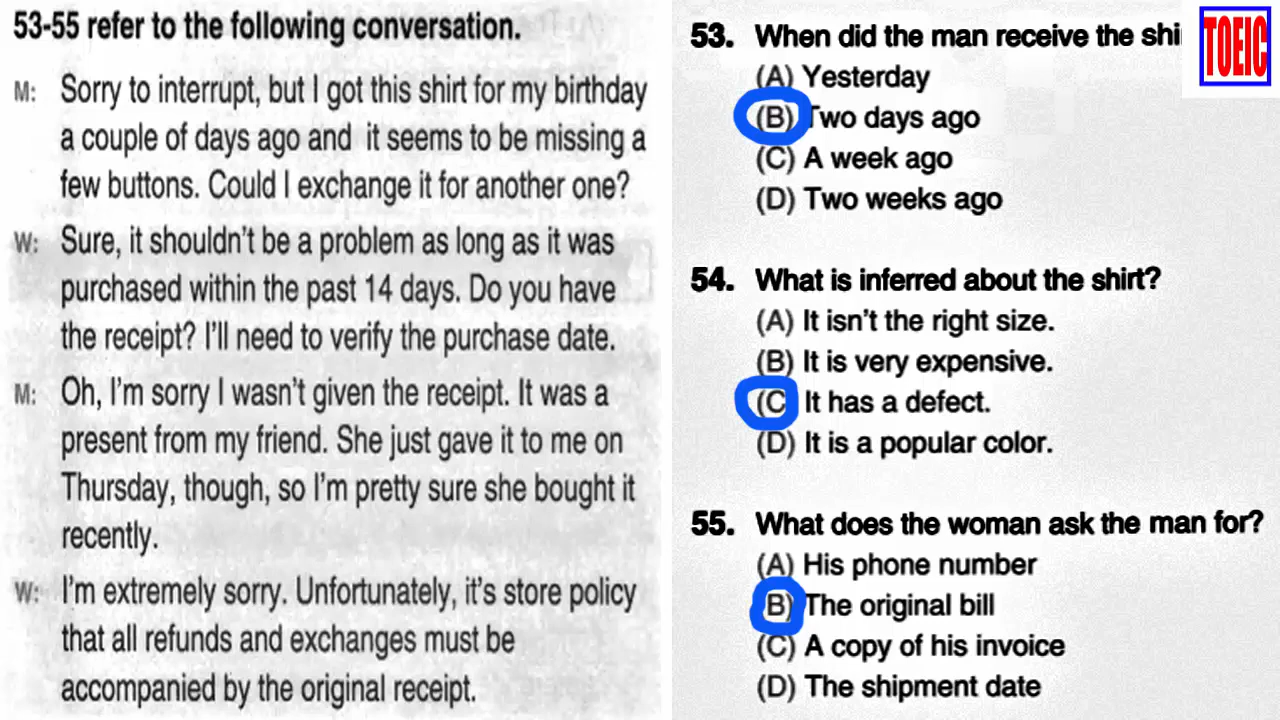 53-55 refer to the following conversation.
M: Sorry to interrupt, but I got this shirt for my birthday
a couple of days ago and it seems to be missing a
few buttons. Could I exchange it for another one?
W: Sure, it shouldn't be a problem as long as it was
purchased within the past 14 days. Do you have
the receipt? I'll need to verify the purchase date.
M: Oh, I'm sorry I wasn't given the receipt. It was a
present from my friend. She just gave it to me on
Thursday, though, so I'm pretty sure she bought it
recently.
W: I'm extremely sorry. Unfortunately, it's store policy
that all refunds and exchanges must be
accompanied by the original receipt.
53. When did the man receive the shi
(A) Yesterday
(B) Two days ago
(C) A week ago
(D) Two weeks ago
54. What is inferred about the shirt?
(A) It isn't the right size.
(B) It is very expensive.
(C It has a defect.
(D) It is a popular color.
55. What does the woman ask the man for?
(A) His phone number
(B) The original bill
(C) A copy of his invoice
(D) The shipment date
TOEIC